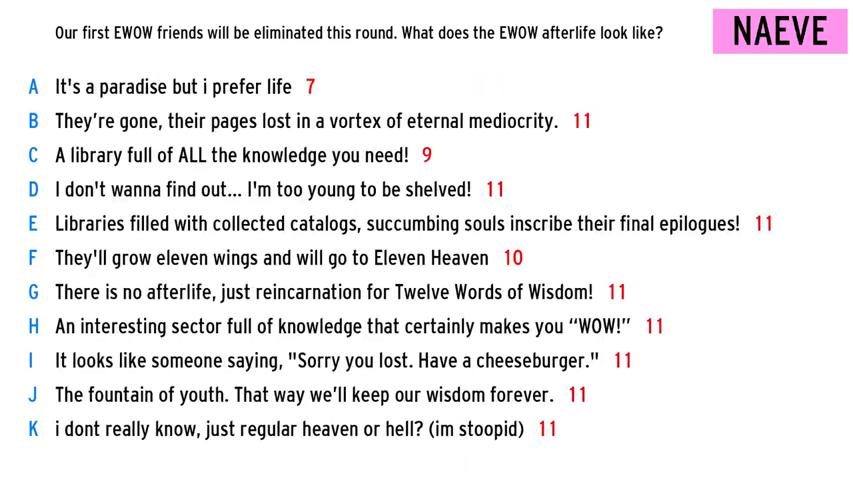 Our first EWOW friends will be eliminated this round. What does the EWOW afterlife look like?
NAEVE
A It's a paradise but i prefer life 7
B They’re gone, their pages lost in a vortex of eternal mediocrity. 11
C A library full of ALL the knowledge you need! 9
D I don't wanna find out... I'm too young to be shelved! 11
E Libraries filled with collected catalogs, succumbing souls inscribe their final epilogues! 11
F They'll grow eleven wings and will go to Eleven Heaven 10
G There is no afterlife, just reincarnation for Twelve Words of Wisdom! 11
H An interesting sector full of knowledge that certainly makes you “WOW!” 11
I It looks like someone saying, "Sorry you lost. Have a cheeseburger." 11
J The fountain of youth. That way we’ll keep our wisdom forever. 11
K i dont really know, just regular heaven or hell? (im stoopid) 11